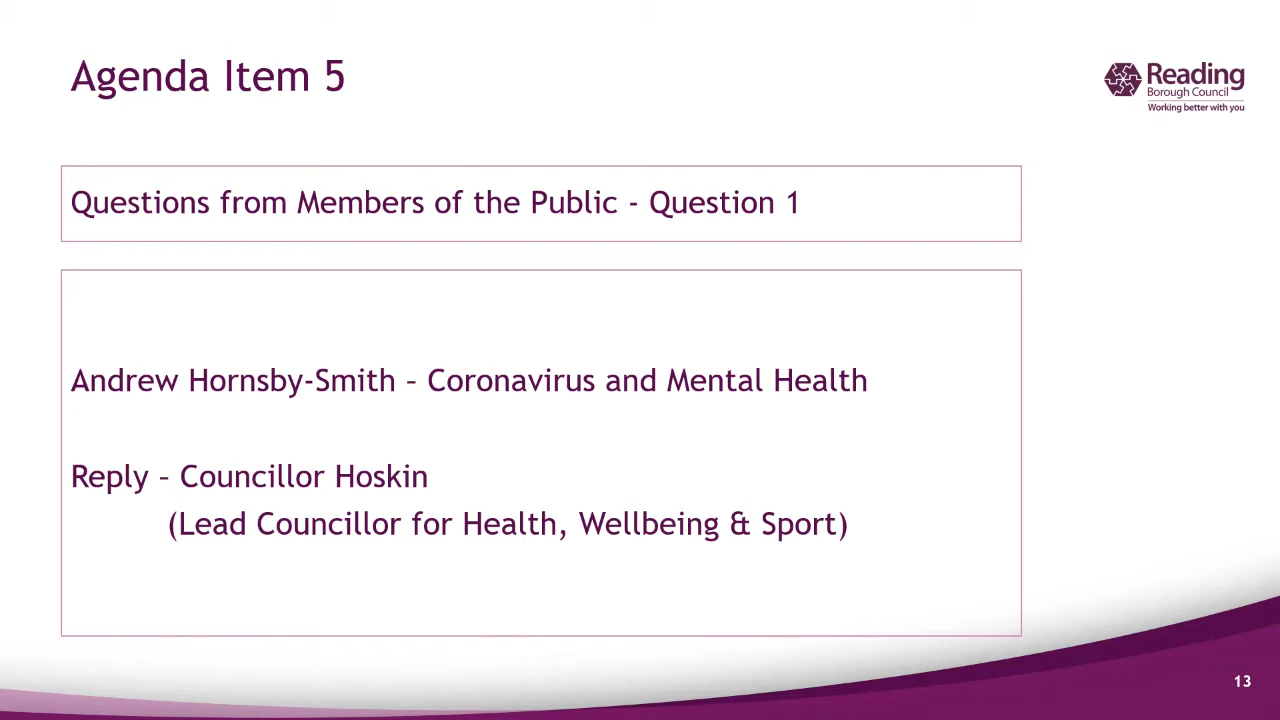 Agenda Item 5
Reading
Borough Council
Working better with you
Questions from Members of the Public - Question 1
Andrew Hornsby-Smith – Coronavirus and Mental Health
Reply – Councillor Hoskin
(Lead Councillor for Health, Wellbeing & Sport)
13